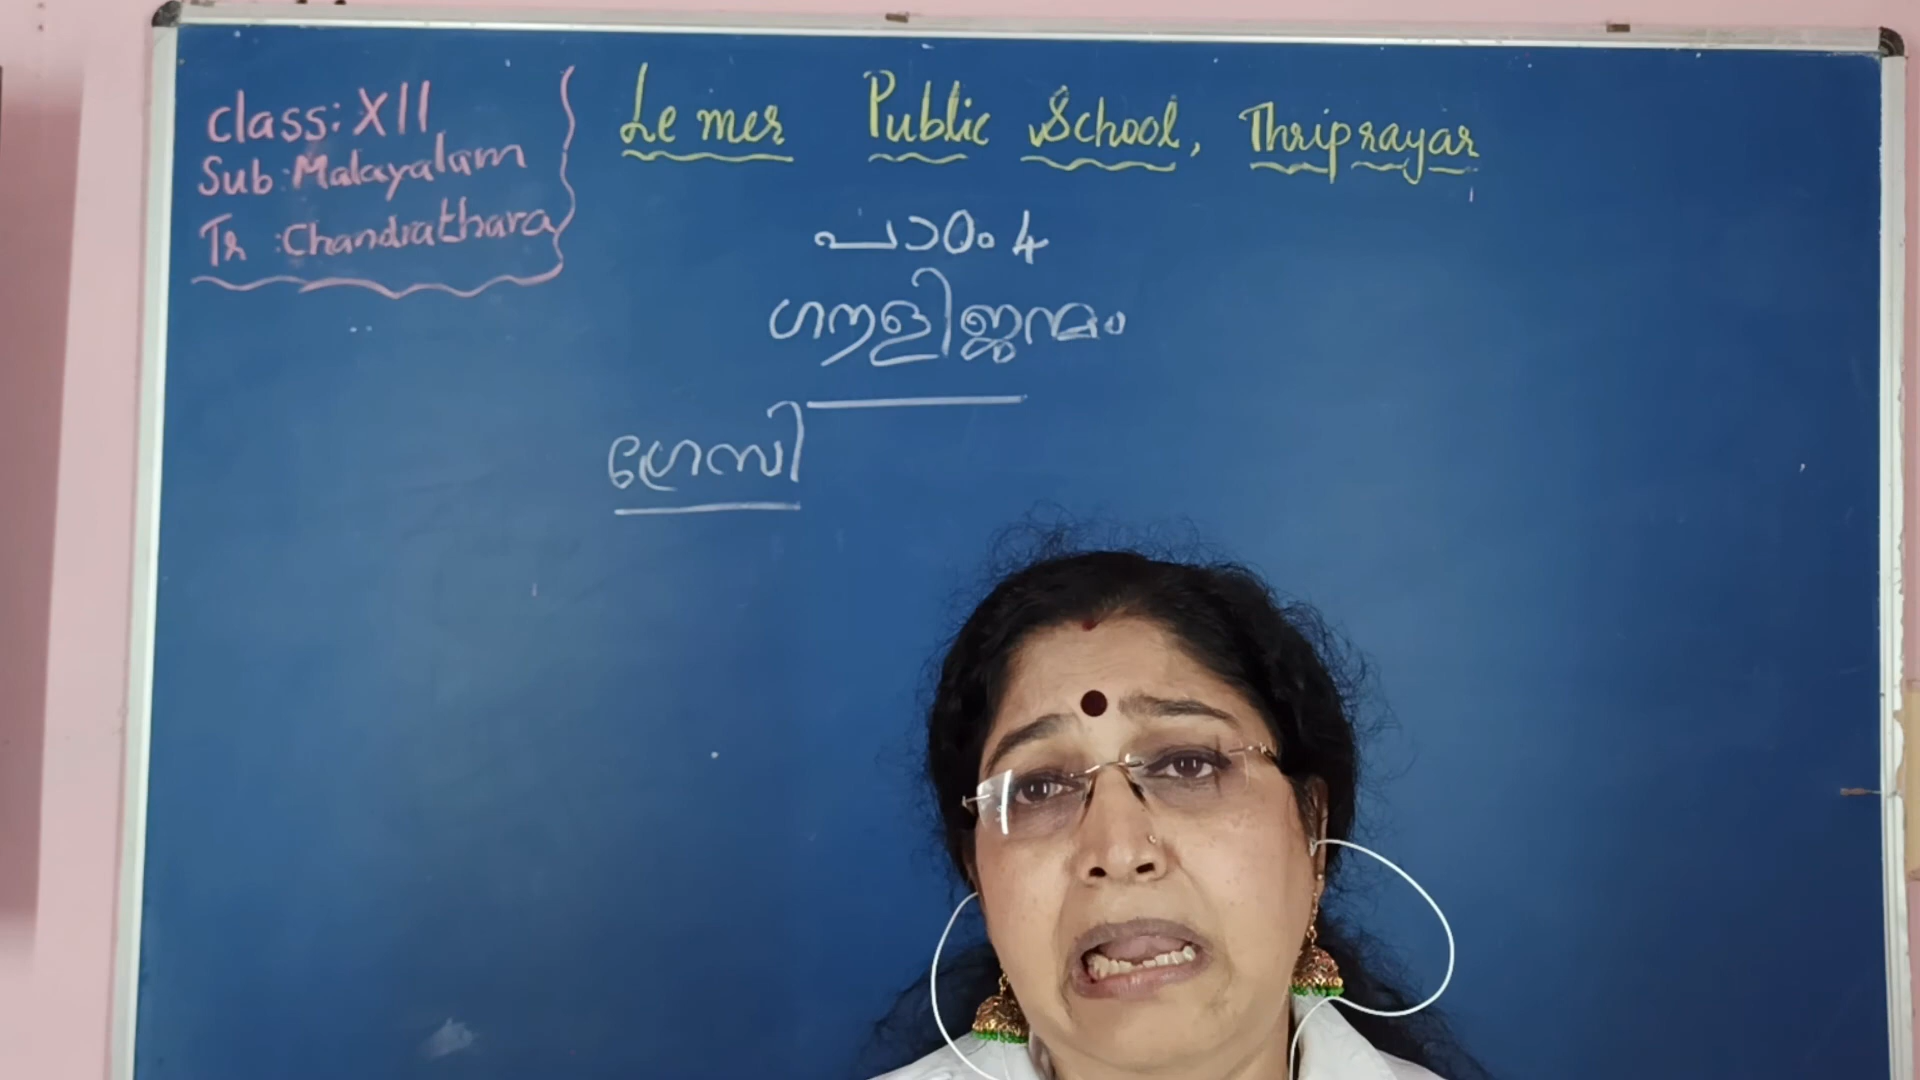 class: XII
Sub: Malayalam
Tr : Chandrathara
Le mer Public School, Thriprayar
പാഠം 4
ഗൗളിജന്മം
ഗ്രേസി